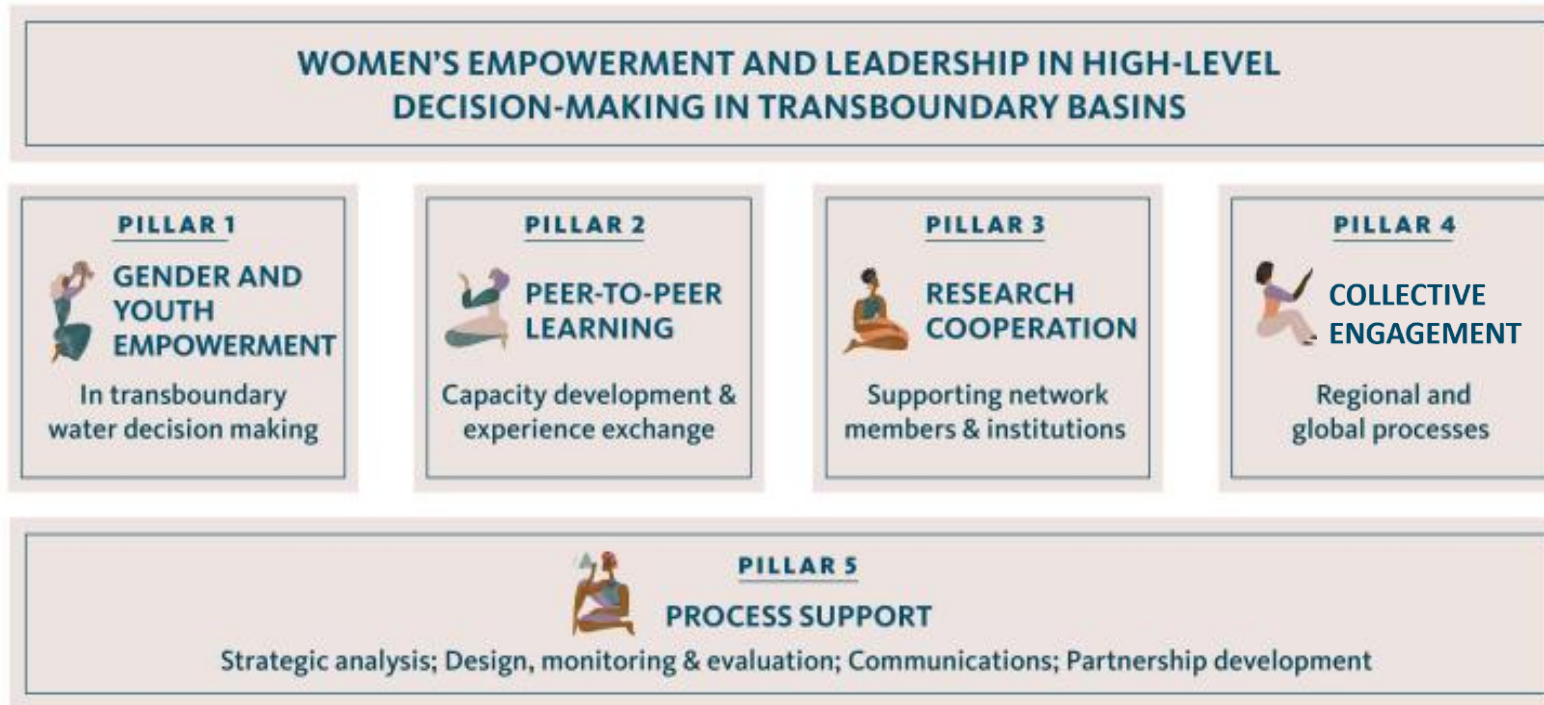 WOMEN'S EMPOWERMENT AND LEADERSHIP IN HIGH-LEVEL
DECISION-MAKING IN TRANSBOUNDARY BASINS
PILLAR 1
GENDER AND
YOUTH
EMPOWERMENT
In transboundary
water decision making
PILLAR 2
PEER-TO-PEER
LEARNING
Capacity development &
experience exchange
PILLAR 3
RESEARCH
COOPERATION
Supporting network
members & institutions
PILLAR 4
COLLECTIVE
ENGAGEMENT
Regional and
global processes
PILLAR 5
PROCESS SUPPORT
Strategic analysis; Design, monitoring & evaluation; Communications; Partnership development